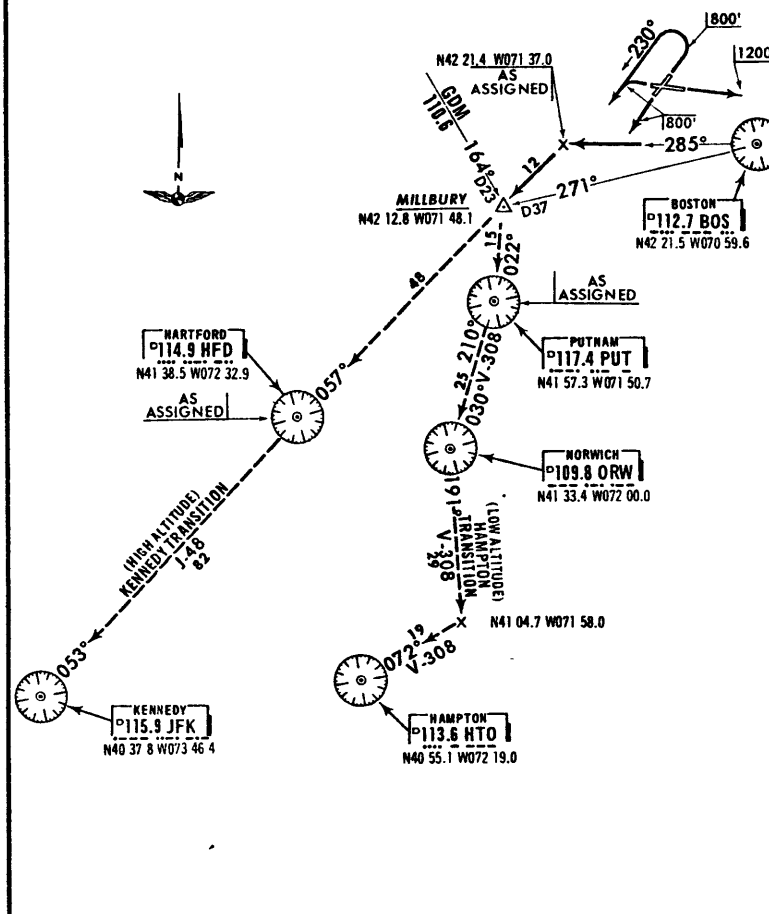 800'
230°
1200
N42 21.4 W071 37.0
AS
ASSIGNED
800'
GDM
110.6
164°
D23
12
285°
271°
N
MILLBURY
N42 12.8 W071 48.1
D37
BOSTON
D112.7 BOS
N42 21.5 W070 59.6
15
022°
48
AS
ASSIGNED
HARTFORD
D114.9 HFD
N41 38.5 W072 32.9
PUTNAM
D117.4 PUT
N41 57.3 W071 50.7
210°
25
030° V-308
057°
AS
ASSIGNED
NORWICH
D109.8 ORW
N41 33.4 W072 00.0
191°
V-308
29
(LOW ALTITUDE)
HAMPTON
TRANSITION
(HIGH ALTITUDE)
KENNEDY TRANSITION
J-48
82
N41 04.7 W071 58.0
19
072°
V-308
053°
KENNEDY
D115.9 JFK
N40 37 8 W073 46 4
HAMPTON
D113.6 HTO
N40 55.1 W072 19.0